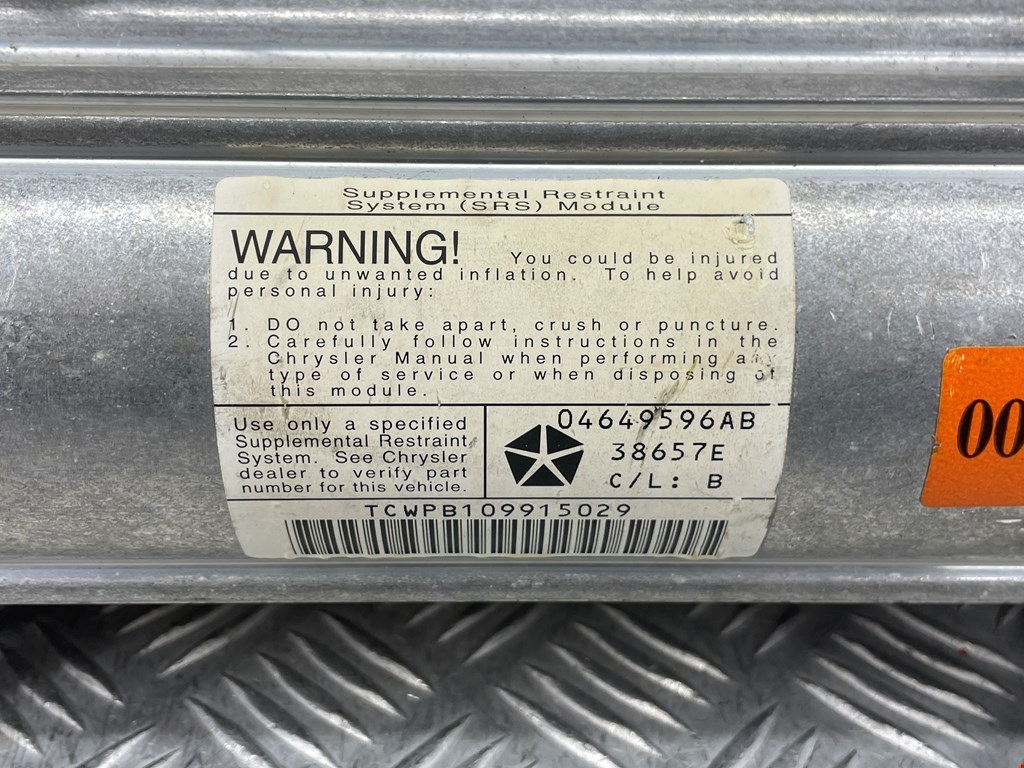 Supplemental Restraint
System (SRS) Module
WARNING! You could be injured
due to unwanted inflation. To help avoid
personal injury:
1. DO not take apart, crush or puncture.
2. Carefully follow instructions in the
Chrysler Manual when performing any
type of service or when disposing of
this module.
Use only a specified
Supplemental Restraint
System. See Chrysler
dealer to verify part
number for this vehicle.
04649596AB
38657E
C/L: B
TCWPB109915029
00